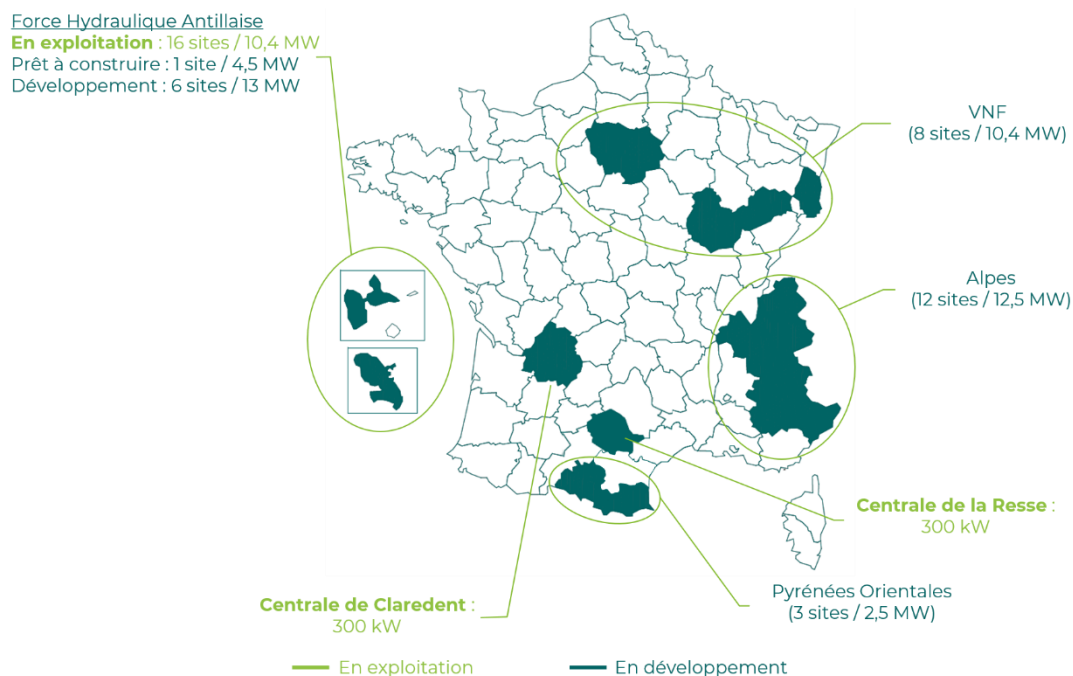 Force Hydraulique Antillaise
En exploitation : 16 sites / 10,4 MW
Prêt à construire : 1 site / 4,5 MW
Développement : 6 sites / 13 MW
VNF
(8 sites / 10,4 MW)
Alpes
(12 sites / 12,5 MW)
Centrale de la Resse :
300 kW
Pyrénées Orientales
(3 sites / 2,5 MW)
Centrale de Claredent :
300 kW
En exploitation
En développement